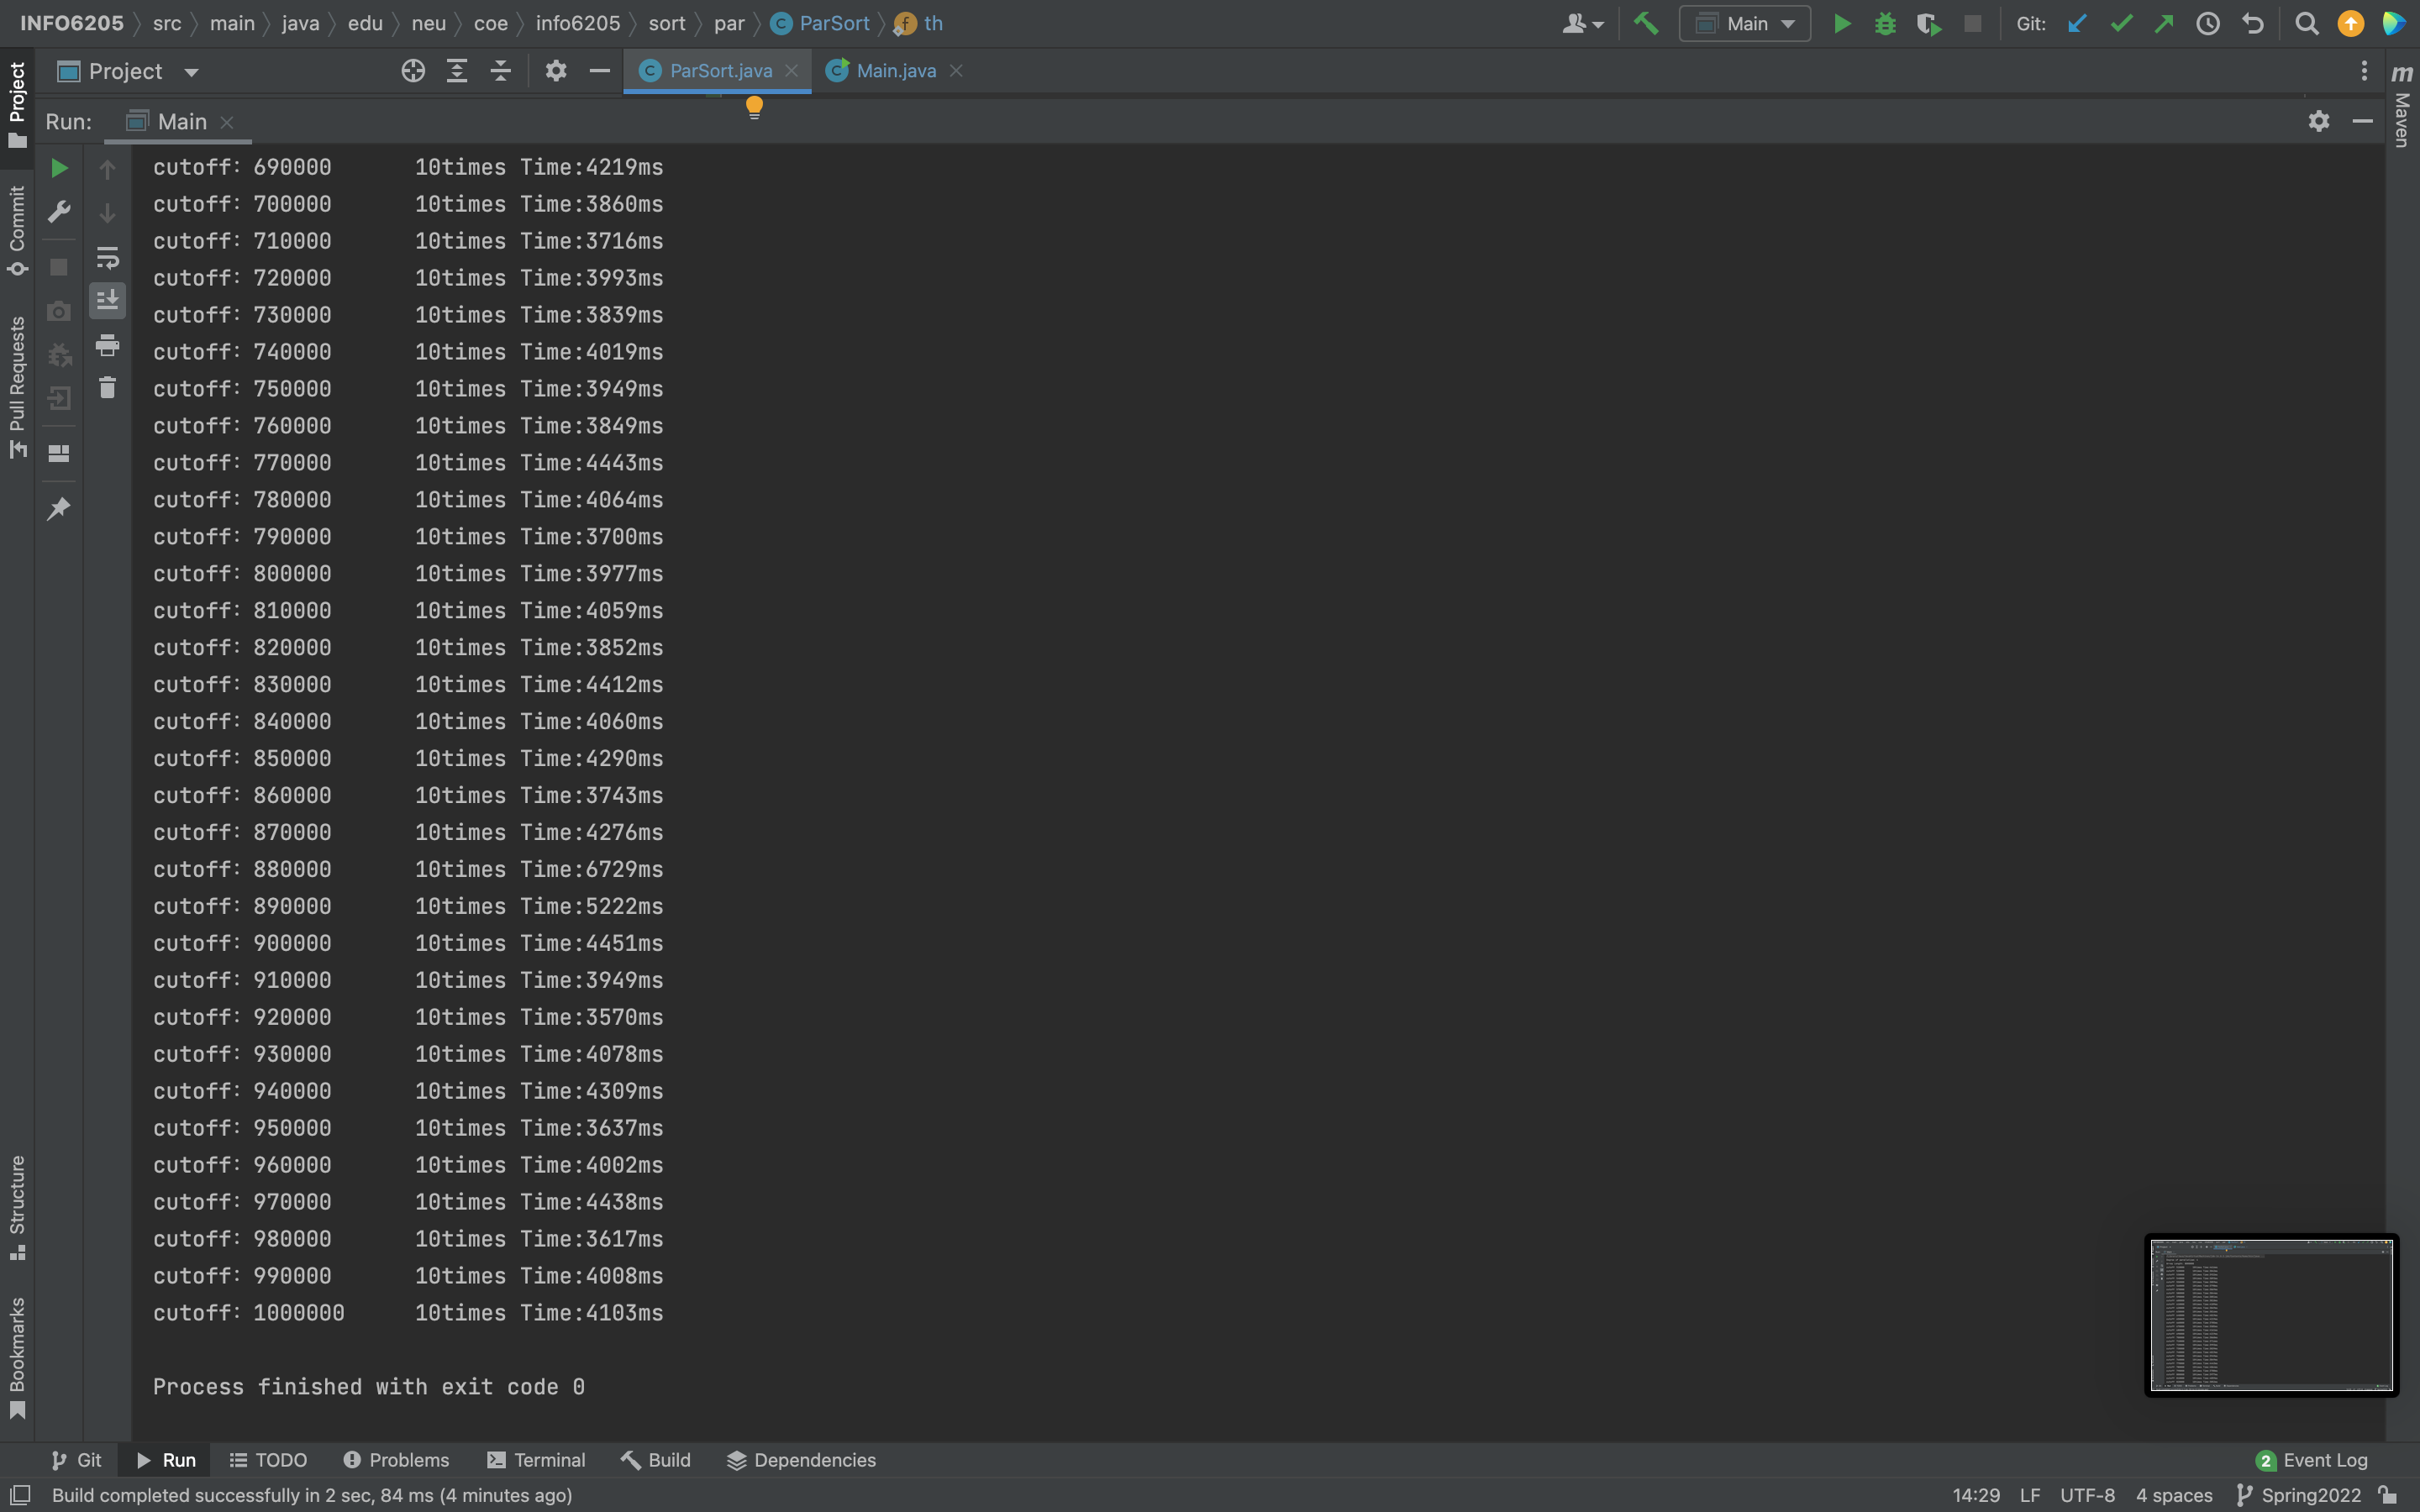 INFO6205 src main java edu neu coe info6205 sort par ParSort th Main Git:
Project ParSort.java Main.java
Run: Main
cutoff: 690000 10times Time:4219ms
cutoff: 700000 10times Time:3860ms
cutoff: 710000 10times Time:3716ms
cutoff: 720000 10times Time:3993ms
cutoff: 730000 10times Time:3839ms
cutoff: 740000 10times Time:4019ms
cutoff: 750000 10times Time:3949ms
cutoff: 760000 10times Time:3849ms
cutoff: 770000 10times Time:4443ms
cutoff: 780000 10times Time:4064ms
cutoff: 790000 10times Time:3700ms
cutoff: 800000 10times Time:3977ms
cutoff: 810000 10times Time:4059ms
cutoff: 820000 10times Time:3852ms
cutoff: 830000 10times Time:4412ms
cutoff: 840000 10times Time:4060ms
cutoff: 850000 10times Time:4290ms
cutoff: 860000 10times Time:3743ms
cutoff: 870000 10times Time:4276ms
cutoff: 880000 10times Time:6729ms
cutoff: 890000 10times Time:5222ms
cutoff: 900000 10times Time:4451ms
cutoff: 910000 10times Time:3949ms
cutoff: 920000 10times Time:3570ms
cutoff: 930000 10times Time:4078ms
cutoff: 940000 10times Time:4309ms
cutoff: 950000 10times Time:3637ms
cutoff: 960000 10times Time:4002ms
cutoff: 970000 10times Time:4438ms
cutoff: 980000 10times Time:3617ms
cutoff: 990000 10times Time:4008ms
cutoff: 1000000 10times Time:4103ms
Process finished with exit code 0
Project
Commit
Pull Requests
Structure
Bookmarks
m Maven
Git Run TODO Problems Terminal Build Dependencies 2 Event Log
Build completed successfully in 2 sec, 84 ms (4 minutes ago) 14:29 LF UTF-8 4 spaces Spring2022